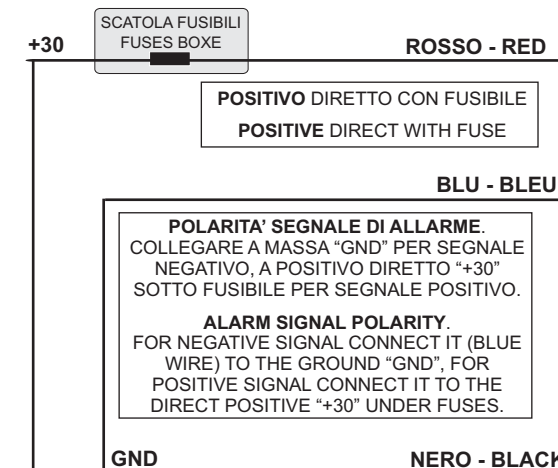 SCATOLA FUSIBILI
FUSES BOXE
+30
ROSSO - RED
POSITIVO DIRETTO CON FUSIBILE
POSITIVE DIRECT WITH FUSE
BLU - BLEU
POLARITA' SEGNALE DI ALLARME.
COLLEGARE A MASSA “GND” PER SEGNALE
NEGATIVO, A POSITIVO DIRETTO “+30”
SOTTO FUSIBILE PER SEGNALE POSITIVO.
ALARM SIGNAL POLARITY.
FOR NEGATIVE SIGNAL CONNECT IT (BLUE
WIRE) TO THE GROUND “GND”, FOR
POSITIVE SIGNAL CONNECT IT TO THE
DIRECT POSITIVE “+30” UNDER FUSES.
GND
NERO - BLACK